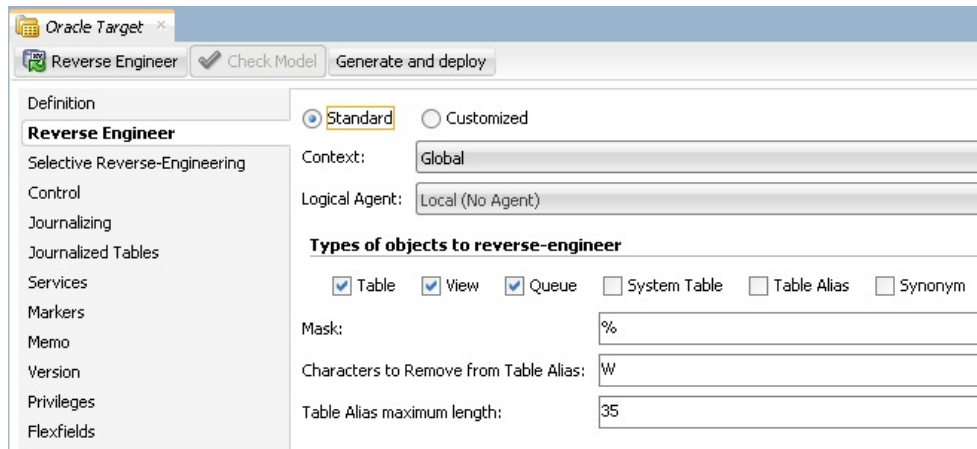 Oracle Target
Reverse Engineer Check Model Generate and deploy
Definition
Reverse Engineer
Selective Reverse-Engineering
Control
Journalizing
Journalized Tables
Services
Markers
Memo
Version
Privileges
Flexfields
Standard Customized
Context: Global
Logical Agent: Local (No Agent)
Types of objects to reverse-engineer
Table View Queue System Table Table Alias Synonym
Mask: %
Characters to Remove from Table Alias: W
Table Alias maximum length: 35